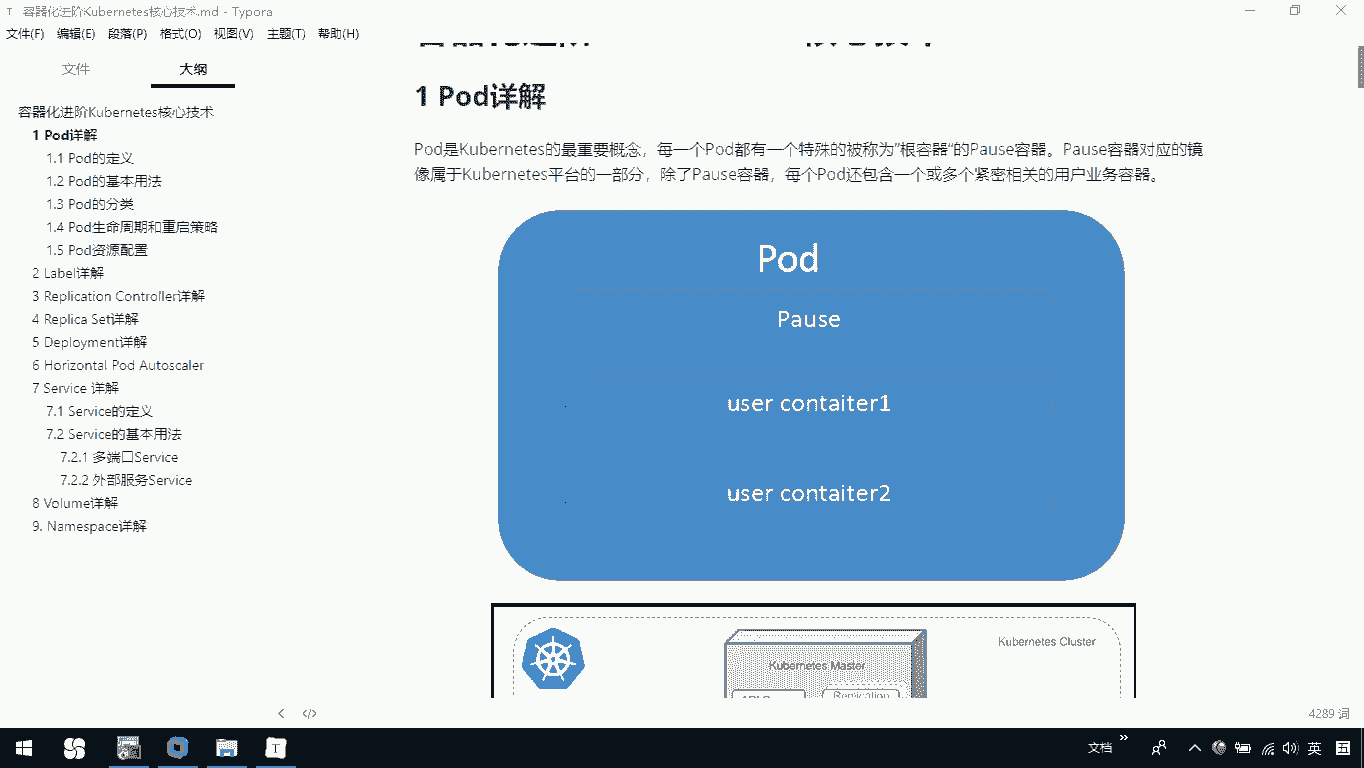 容器化进阶Kubernetes核心技术.md - Typora
文件(F) 编辑(E) 段落(P) 格式(O) 视图(V) 主题(T) 帮助(H)
文件 大纲
容器化进阶Kubernetes核心技术
1 Pod详解
1.1 Pod的定义
1.2 Pod的基本用法
1.3 Pod的分类
1.4 Pod生命周期和重启策略
1.5 Pod资源配置
2 Label详解
3 Replication Controller详解
4 Replica Set详解
5 Deployment详解
6 Horizontal Pod Autoscaler
7 Service 详解
7.1 Service的定义
7.2 Service的基本用法
7.2.1 多端口Service
7.2.2 外部服务Service
8 Volume详解
9. Namespace详解
1 Pod详解
Pod是Kubernetes的最重要概念，每一个Pod都有一个特殊的被称为"根容器"的Pause容器。Pause容器对应的镜
像属于Kubernetes平台的一部分，除了Pause容器，每个Pod还包含一个或多个紧密相关的用户业务容器。
Pod
Pause
user contaiter1
user contaiter2
Kubernetes Cluster
Kubernetes Master
4289 词
文档 英 五